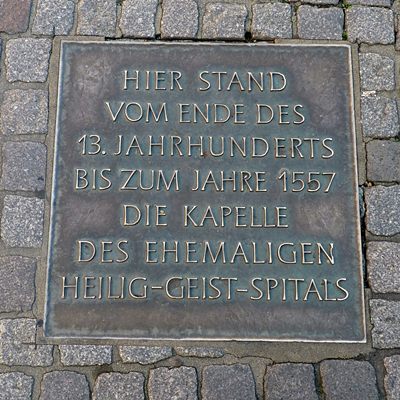 HIER STAND
VOM ENDE DES
13. JAHRHUNDERTS
BIS ZUM JAHRE 1557
DIE KAPELLE
DES EHEMALIGEN
HEILIG-GEIST-SPITALS